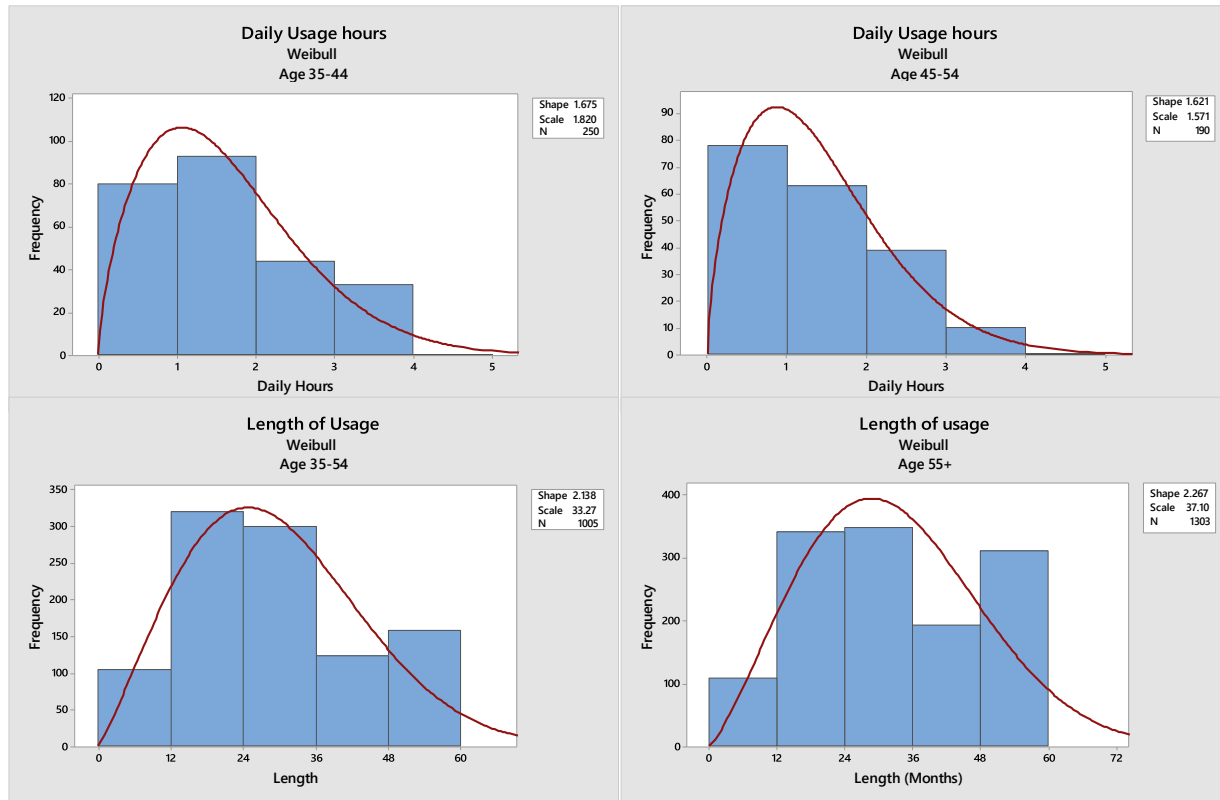 Daily Usage hours
Weibull
Age 35-44
Shape 1.675
Scale 1.820
N 250
120
100
80
60
40
20
0
Frequency
0 1 2 3 4 5
Daily Hours
Daily Usage hours
Weibull
Age 45-54
Shape 1.621
Scale 1.571
N 190
90
80
70
60
50
40
30
20
10
0
Frequency
0 1 2 3 4 5
Daily Hours
Length of Usage
Weibull
Age 35-54
Shape 2.138
Scale 33.27
N 1005
350
300
250
200
150
100
50
0
Frequency
0 12 24 36 48 60
Length
Length of usage
Weibull
Age 55+
Shape 2.267
Scale 37.10
N 1303
400
300
200
100
0
Frequency
0 12 24 36 48 60 72
Length (Months)